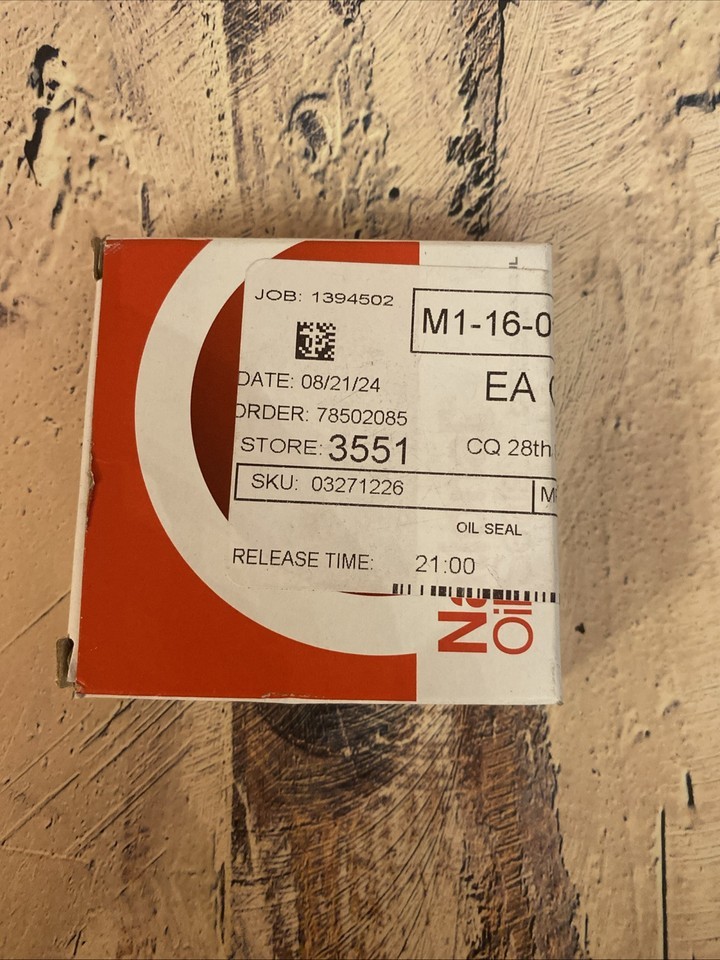 JOB: 1394502
M1-16-0
DATE: 08/21/24
EA
ORDER: 78502085
STORE: 3551
CQ 28th
SKU: 03271226
OIL SEAL
RELEASE TIME: 21:00
Oil